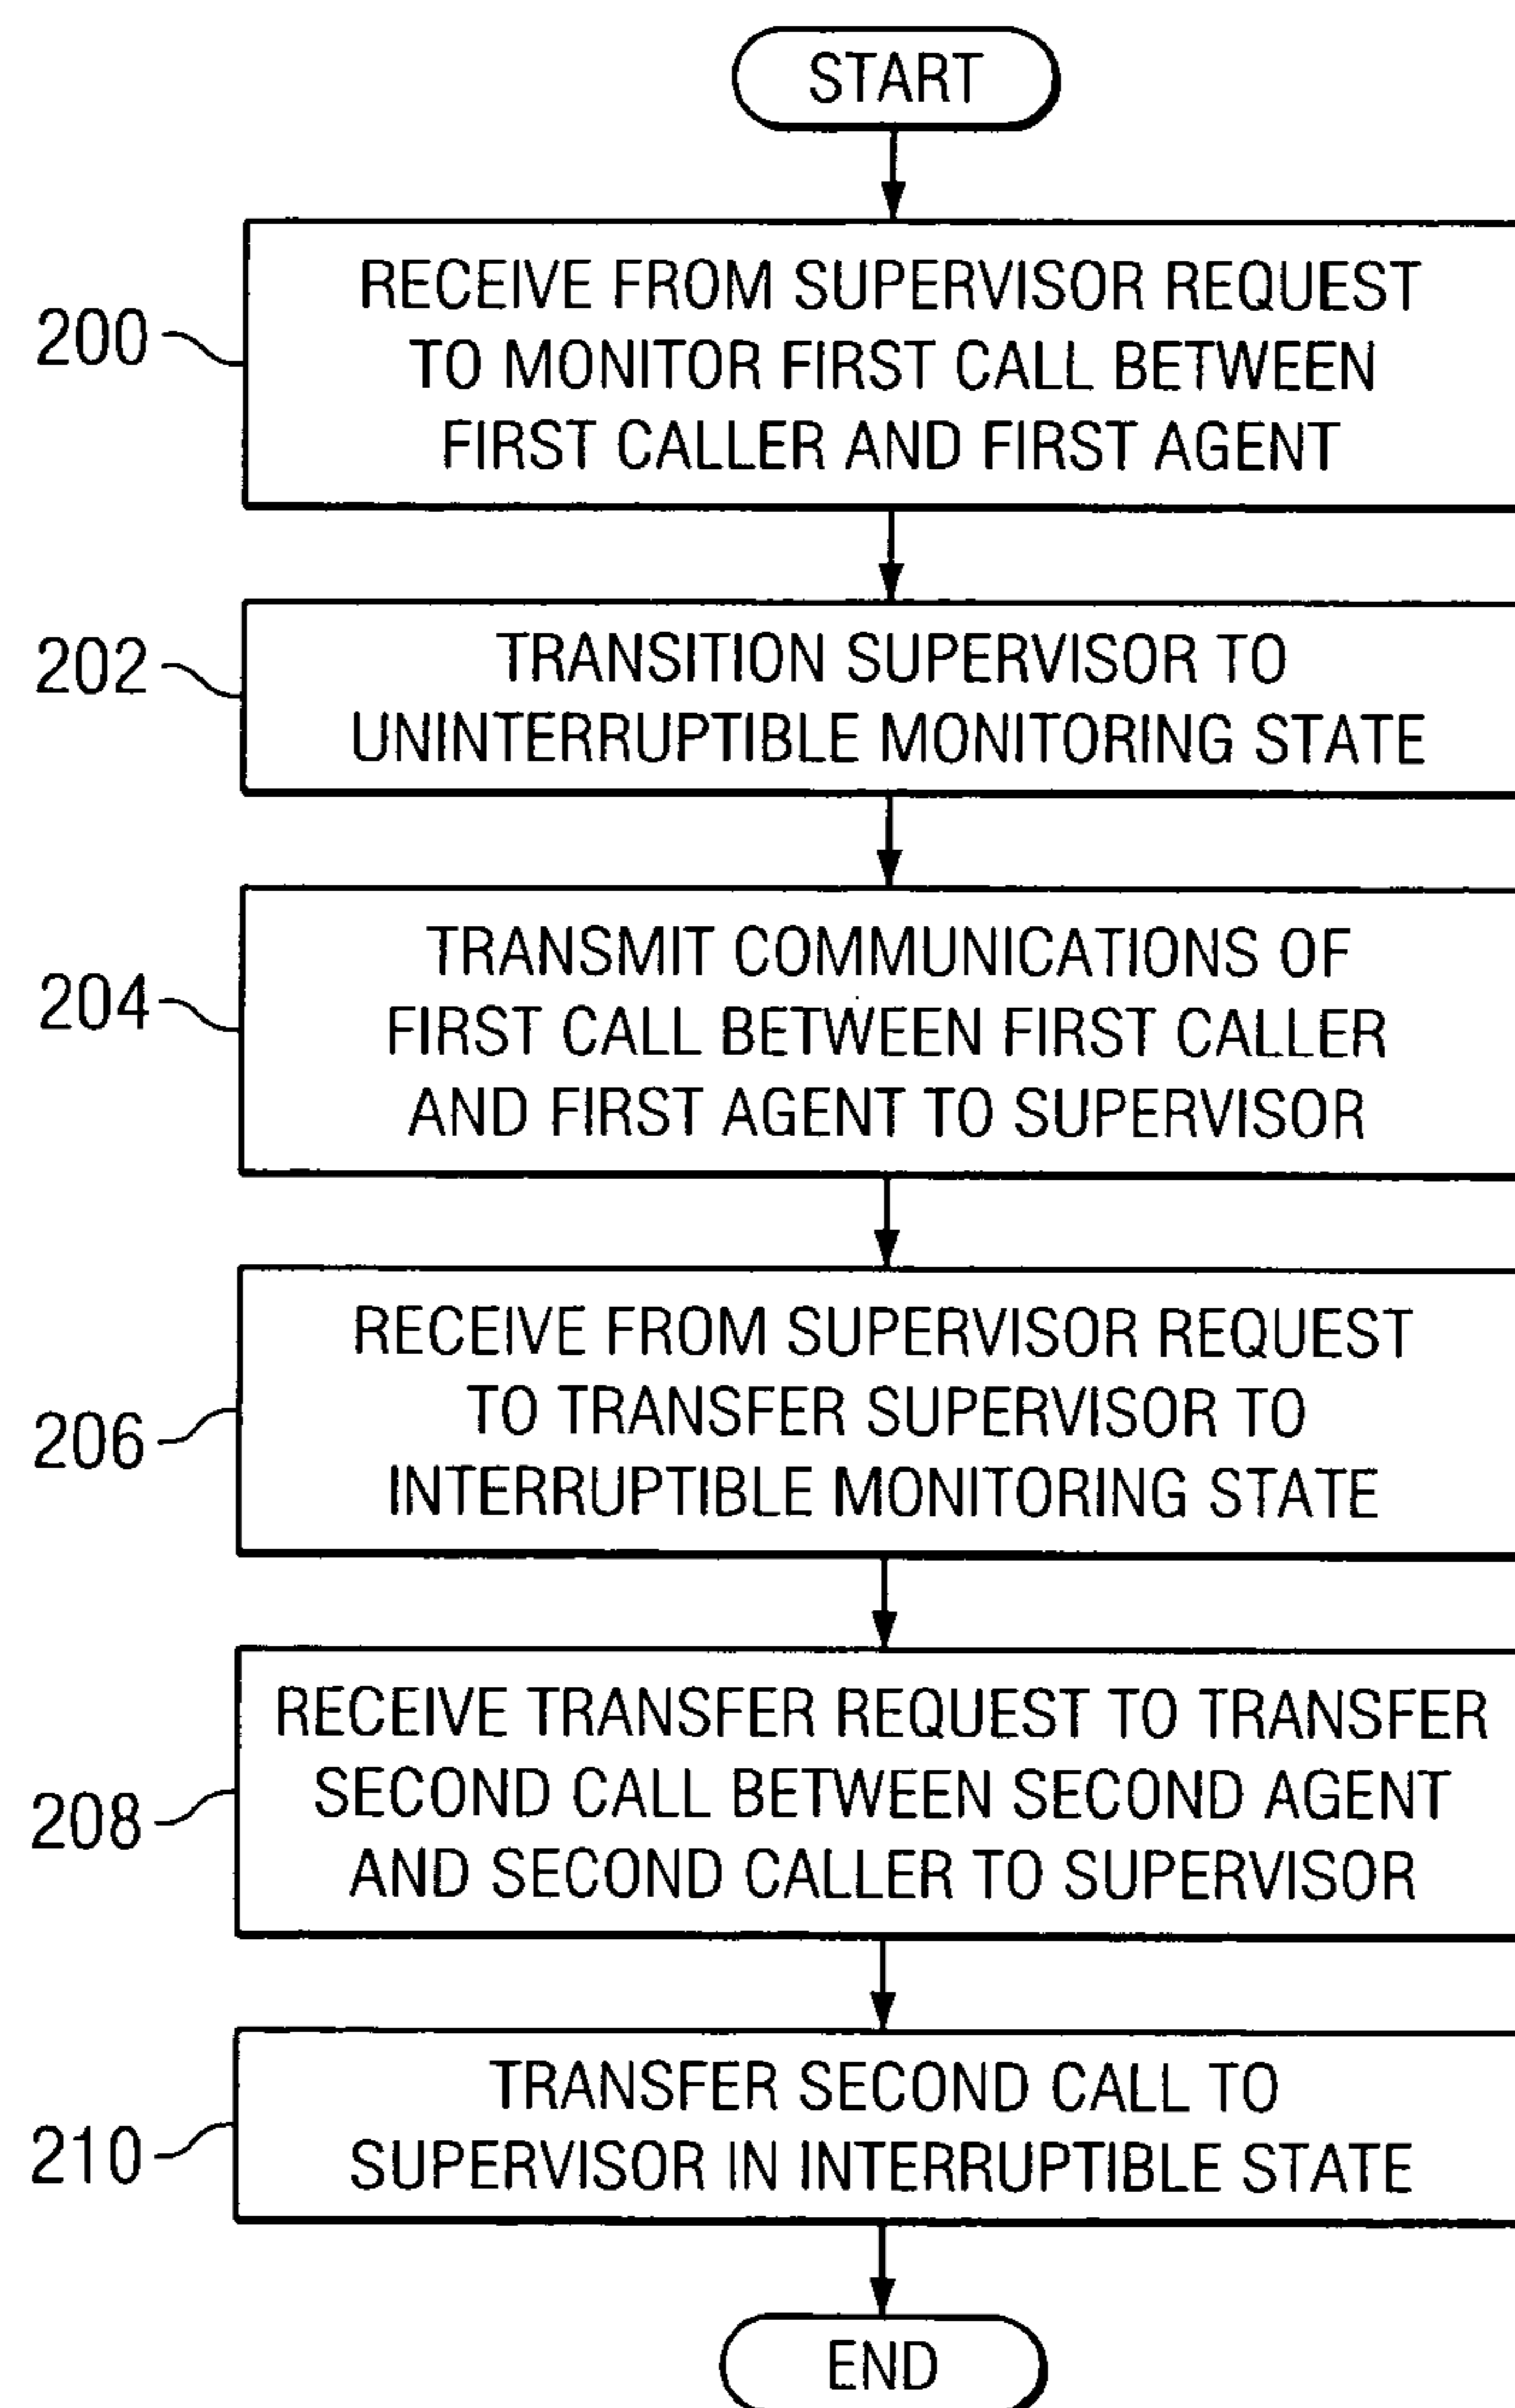 START
200
RECEIVE FROM SUPERVISOR REQUEST
TO MONITOR FIRST CALL BETWEEN
FIRST CALLER AND FIRST AGENT
202
TRANSITION SUPERVISOR TO
UNINTERRUPTIBLE MONITORING STATE
204
TRANSMIT COMMUNICATIONS OF
FIRST CALL BETWEEN FIRST CALLER
AND FIRST AGENT TO SUPERVISOR
206
RECEIVE FROM SUPERVISOR REQUEST
TO TRANSFER SUPERVISOR TO
INTERRUPTIBLE MONITORING STATE
208
RECEIVE TRANSFER REQUEST TO TRANSFER
SECOND CALL BETWEEN SECOND AGENT
AND SECOND CALLER TO SUPERVISOR
210
TRANSFER SECOND CALL TO
SUPERVISOR IN INTERRUPTIBLE STATE
END